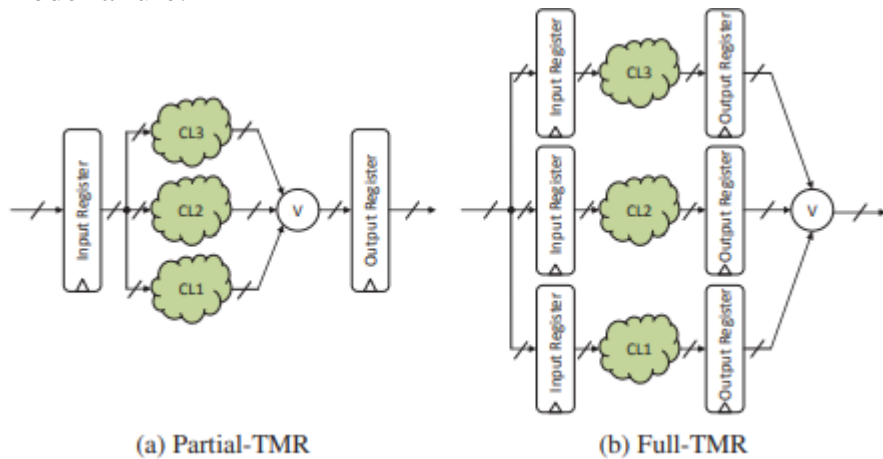 CL3
CL2
CL1
Input Register
V
Output Register
(a) Partial-TMR
Input Register
CL3
Output Register
Input Register
CL2
Output Register
V
Input Register
CL1
Output Register
(b) Full-TMR